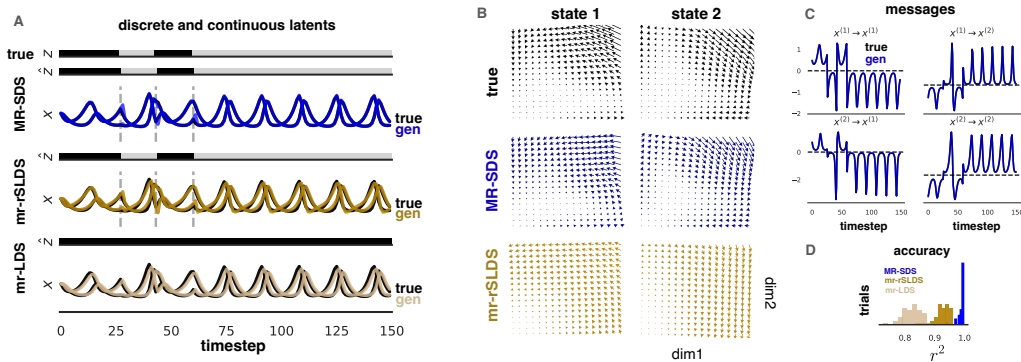 A
discrete and continuous latents
true
z
ẑ
MR-SDS
x
true
gen
ẑ
mr-rSLDS
x
true
gen
ẑ
mr-LDS
x
true
gen
0 25 50 75 100 125 150
timestep
B
state 1 state 2
true
MR-SDS
mr-rSLDS
dim2
dim1
C
messages
x⁽¹⁾ → x⁽¹⁾ x⁽¹⁾ → x⁽²⁾
true
gen
1
0
−1
−2
x⁽²⁾ → x⁽¹⁾ x⁽²⁾ → x⁽²⁾
0
−2
0 50 100 150 0 50 100 150
timestep timestep
D
accuracy
MR-SDS
mr-rSLDS
mr-LDS
trials
0.8 0.9 1.0
r²